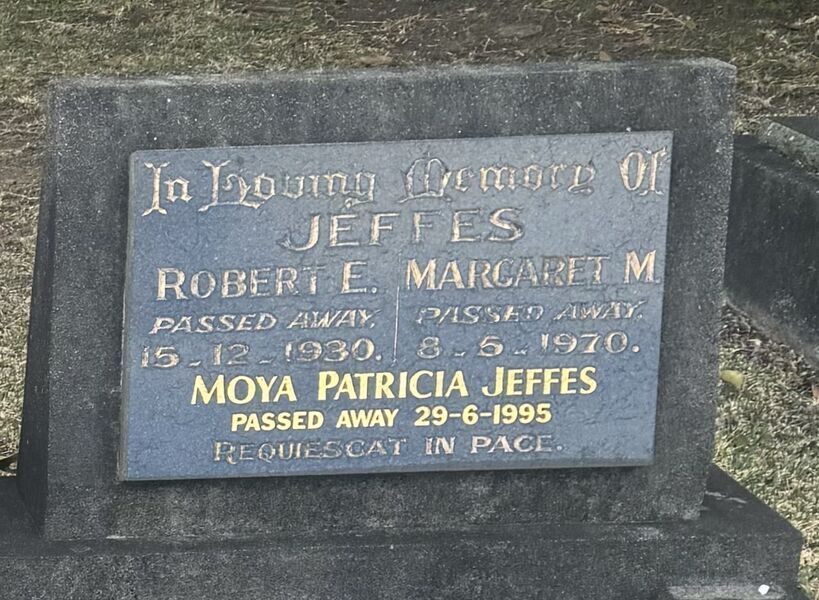 In Loving Memory Of
JEFFES
ROBERT E. MARGARET M.
PASSED AWAY. PASSED AWAY.
15-12-1930. 8-5-1970.
MOYA PATRICIA JEFFES
PASSED AWAY 29-6-1995
REQUIESCAT IN PACE.